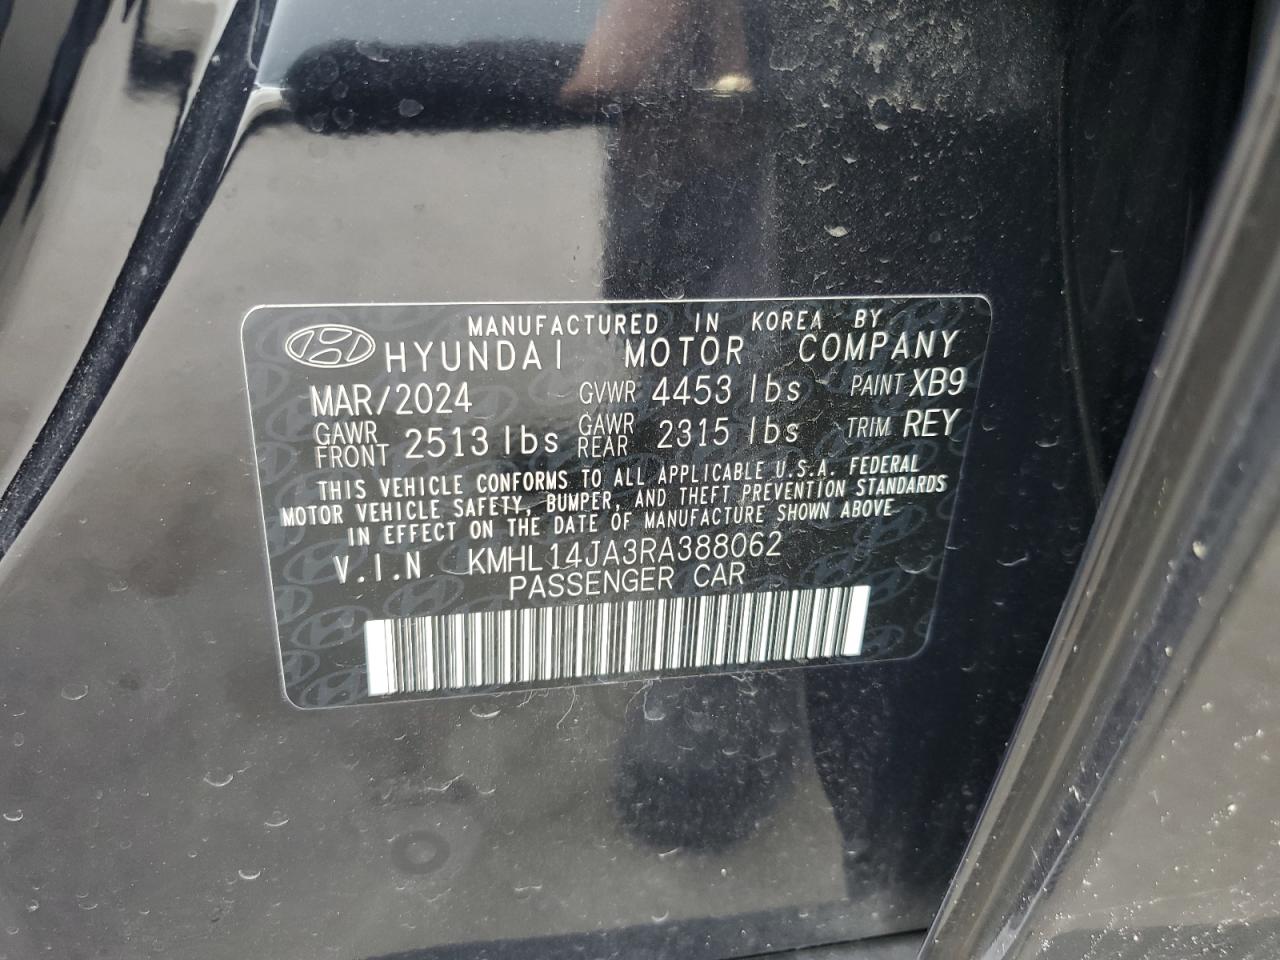 MANUFACTURED IN KOREA BY
HYUNDAI MOTOR COMPANY
MAR/2024 GVWR 4453 lbs PAINT XB9
GAWR FRONT 2513 lbs GAWR REAR 2315 lbs TRIM REY
THIS VEHICLE CONFORMS TO ALL APPLICABLE U.S.A. FEDERAL
MOTOR VEHICLE SAFETY, BUMPER, AND THEFT PREVENTION STANDARDS
IN EFFECT ON THE DATE OF MANUFACTURE SHOWN ABOVE
V.I.N KMHL14JA3RA388062
PASSENGER CAR